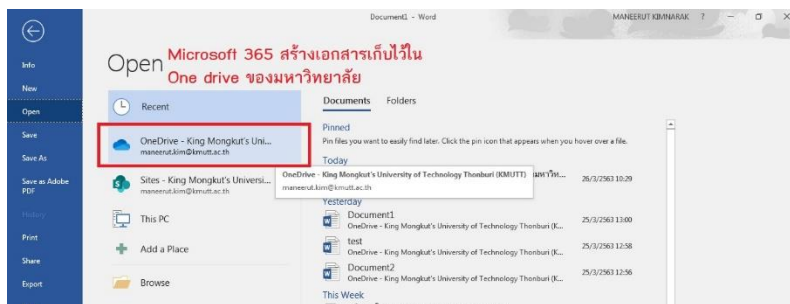 Document1 - Word
MANEERUT KIMNARAK
?
Info
New
Open
Save
Save As
Save as Adobe
PDF
History
Print
Share
Export
Open
Microsoft 365 สร้างเอกสารเก็บไว้ใน
One drive ของมหาวิทยาลัย
Recent
OneDrive - King Mongkut's Uni...
maneerut.kim@kmutt.ac.th
Sites - King Mongkut's Universi...
maneerut.kim@kmutt.ac.th
This PC
Add a Place
Browse
OneDrive - King Mongkut's University of Technology Thonburi (KMUTT)
maneerut.kim@kmutt.ac.th
Documents Folders
Pinned
Pin files you want to easily find later. Click the pin icon that appears when you hover over a file.
Today
26/3/2563 10:29
Yesterday
Document1
OneDrive - King Mongkut's University of Technology Thonburi (K...
25/3/2563 13:00
test
OneDrive - King Mongkut's University of Technology Thonburi (K...
25/3/2563 12:58
Document2
OneDrive - King Mongkut's University of Technology Thonburi (K...
25/3/2563 12:56
This Week